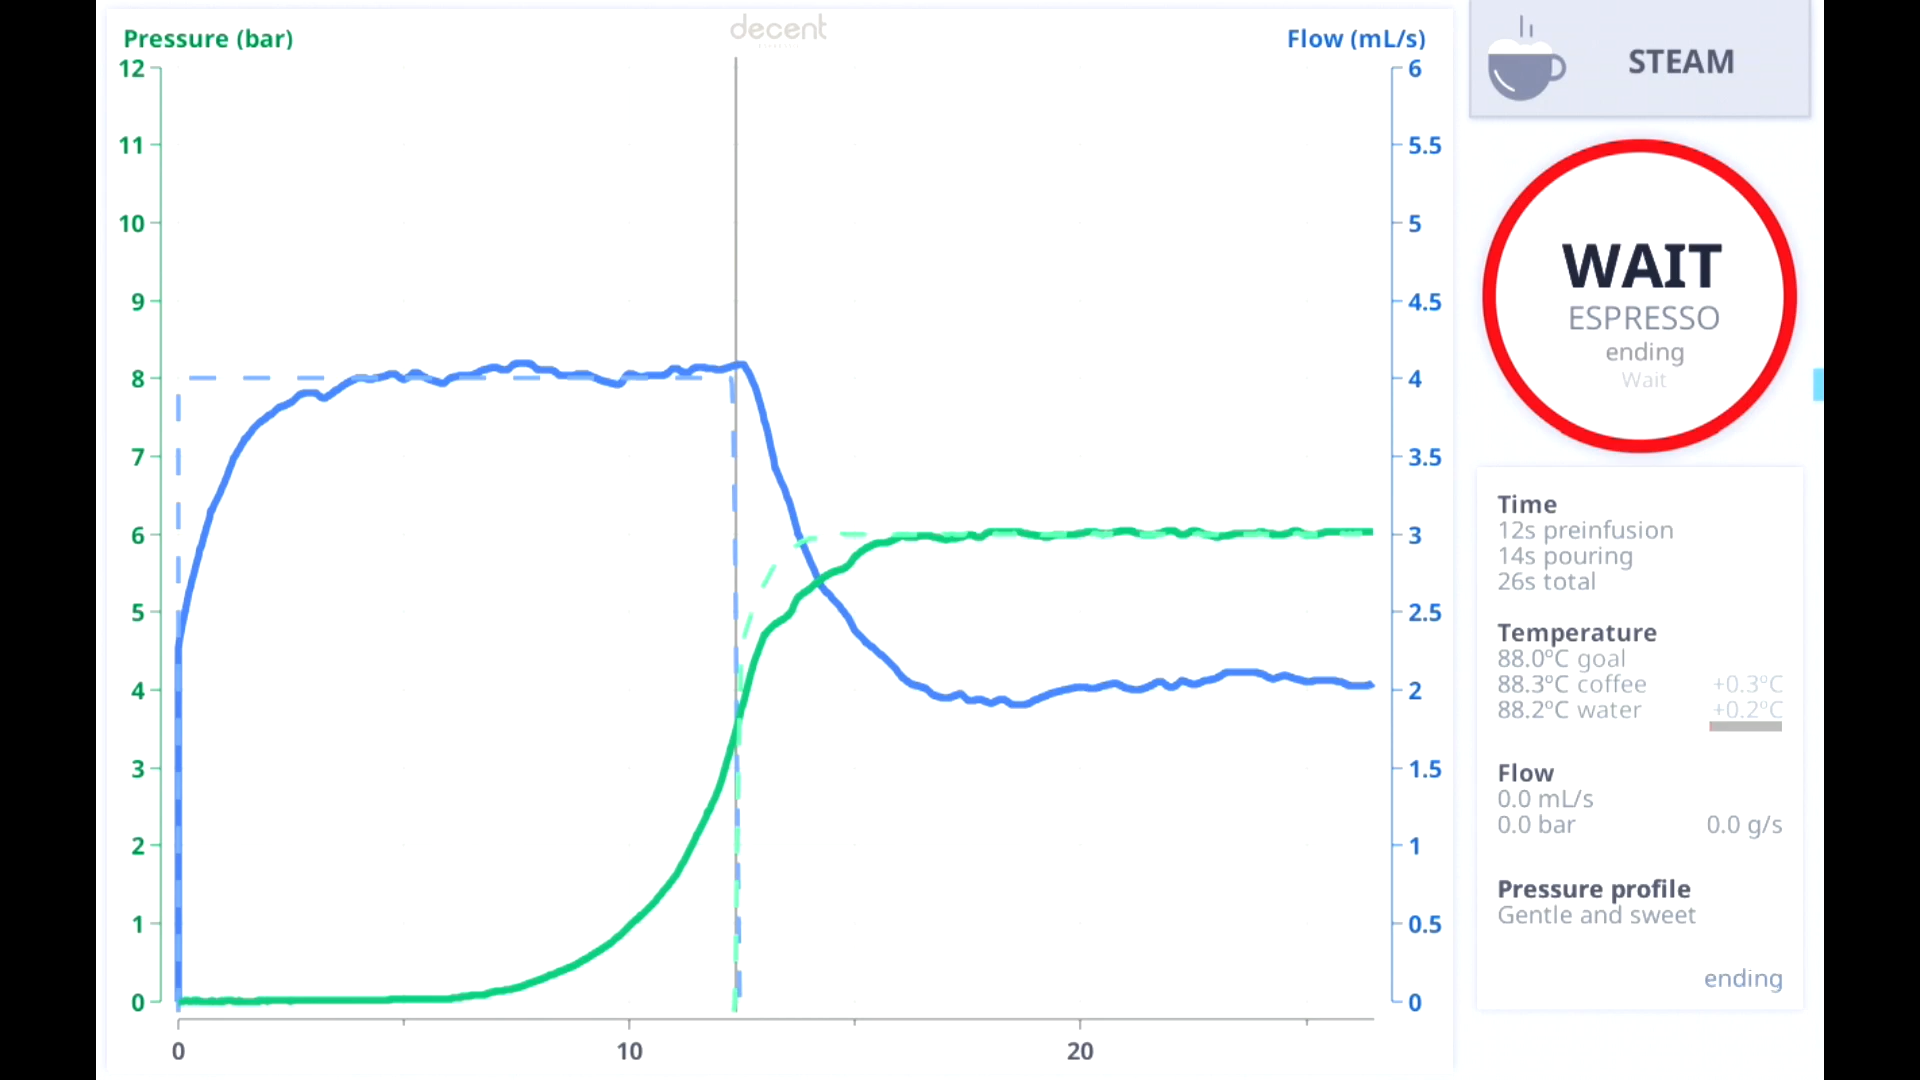 decent
Pressure (bar)
Flow (mL/s)
12
11
10
9
8
7
6
5
4
3
2
1
0
6
5.5
5
4.5
4
3.5
3
2.5
2
1.5
1
0.5
0
0
10
20
STEAM
WAIT
ESPRESSO
ending
Wait
Time
12s preinfusion
14s pouring
26s total
Temperature
88.0°C goal
88.3°C coffee +0.3°C
88.2°C water +0.2°C
Flow
0.0 mL/s
0.0 bar 0.0 g/s
Pressure profile
Gentle and sweet
ending